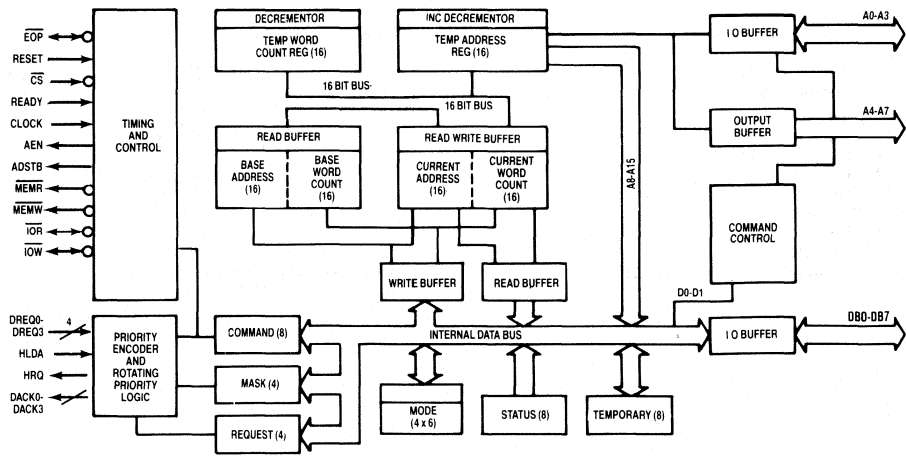 EOP
RESET
CS
READY
CLOCK
AEN
ADSTB
MEMR
MEMW
IOR
IOW
TIMING
AND
CONTROL
DREQ0-
DREQ3
4
HLDA
HRQ
DACK0-
DACK3
PRIORITY
ENCODER
AND
ROTATING
PRIORITY
LOGIC
DECREMENTOR
TEMP WORD
COUNT REG (16)
INC DECREMENTOR
TEMP ADDRESS
REG (16)
16 BIT BUS-
16 BIT BUS
READ BUFFER
BASE
ADDRESS
(16)
BASE
WORD
COUNT
(16)
READ WRITE BUFFER
CURRENT
ADDRESS
(16)
CURRENT
WORD
COUNT
(16)
WRITE BUFFER
READ BUFFER
A8-A15
I O BUFFER
A0-A3
OUTPUT
BUFFER
A4-A7
COMMAND
CONTROL
D0-D1
COMMAND (8)
INTERNAL DATA BUS
I O BUFFER
DB0-DB7
MASK (4)
REQUEST (4)
MODE
(4 x 6)
STATUS (8)
TEMPORARY (8)